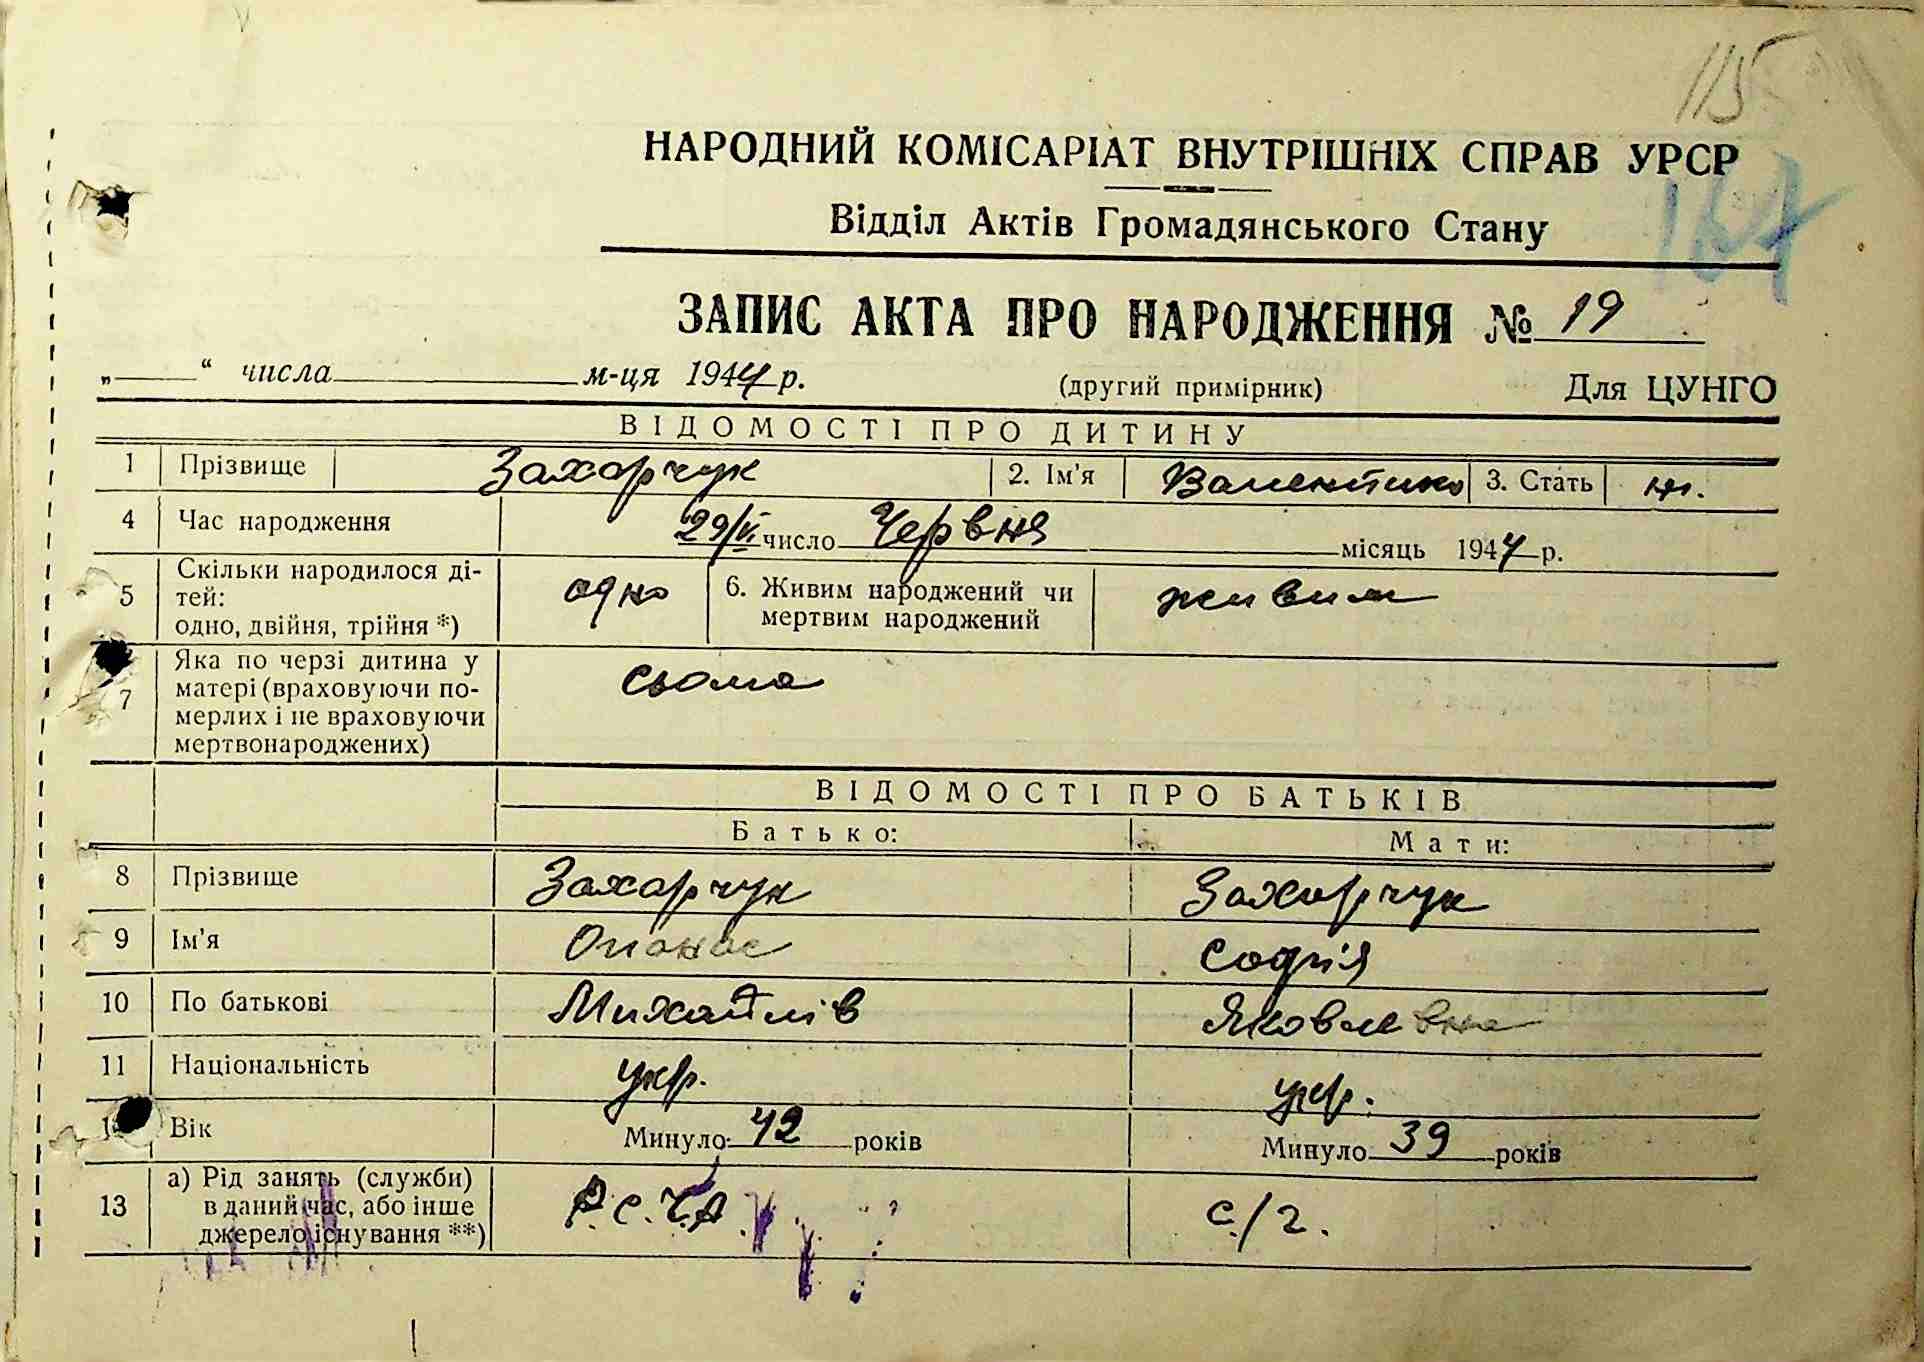 115
НАРОДНИЙ КОМІСАРІАТ ВНУТРІШНІХ СПРАВ УРСР
167
Відділ Актів Громадянського Стану
ЗАПИС АКТА ПРО НАРОДЖЕННЯ № 19
„ “ числа м-ця 1944 р. (другий примірник) Для ЦУНГО
ВІДОМОСТІ ПРО ДИТИНУ
1 Прізвище Захарчук 2. Ім'я Валентина 3. Стать ж.
4 Час народження 29/VI число Червня місяць 1944 р.
5 Скільки народилося ді-
тей:
одно, двійня, трійня *) одно 6. Живим народжений чи
мертвим народжений живим
7 Яка по черзі дитина у
матері (враховуючи по-
мерлих і не враховуючи
мертвонароджених) сьома
ВІДОМОСТІ ПРО БАТЬКІВ
Батько: Мати:
8 Прізвище Захарчук Захарчук
9 Ім'я Опанас Софія
10 По батькові Михайлів Яковлевна
11 Національність укр. укр.
Вік Минуло 42 років Минуло 39 років
13 а) Рід занять (служби)
в даний час, або інше
джерело існування **) Р.С.Ч.А. с./г.